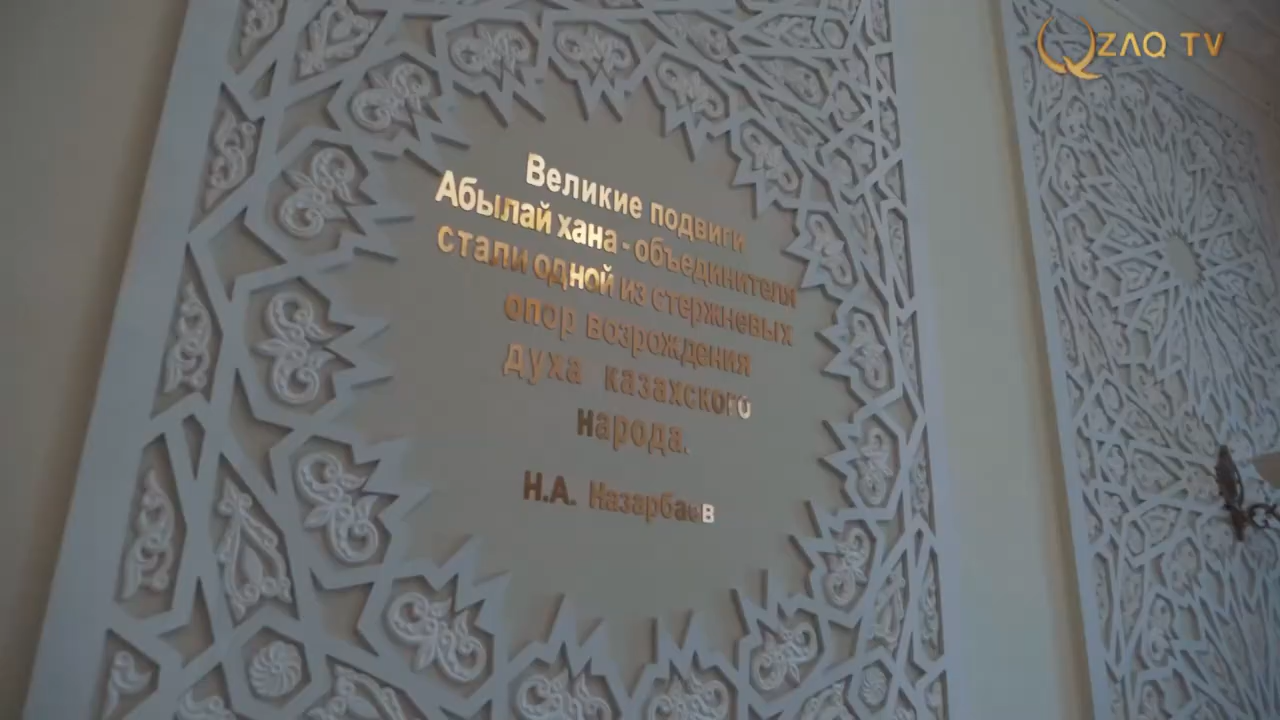 QZAQ TV
Великие подвиги
Абылай хана - объединителя
стали одной из стержневых
опор возрождения
духа казахского
народа.
Н.А. Назарбаев